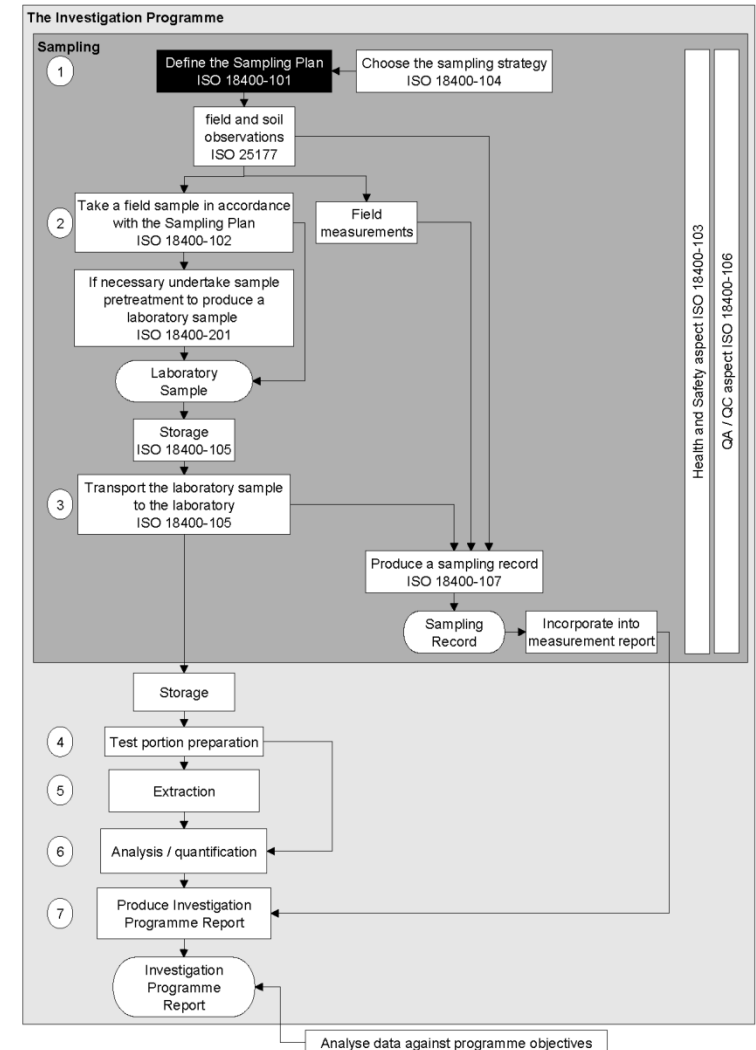 The Investigation Programme
Sampling
1
Define the Sampling Plan
ISO 18400-101
Choose the sampling strategy
ISO 18400-104
field and soil
observations
ISO 25177
2
Take a field sample in accordance
with the Sampling Plan
ISO 18400-102
Field
measurements
If necessary undertake sample
pretreatment to produce a
laboratory sample
ISO 18400-201
Laboratory
Sample
Storage
ISO 18400-105
3
Transport the laboratory sample
to the laboratory
ISO 18400-105
Produce a sampling record
ISO 18400-107
Sampling
Record
Incorporate into
measurement report
Health and Safety aspect ISO 18400-103
QA / QC aspect ISO 18400-106
Storage
4
Test portion preparation
5
Extraction
6
Analysis / quantification
7
Produce Investigation
Programme Report
Investigation
Programme
Report
Analyse data against programme objectives